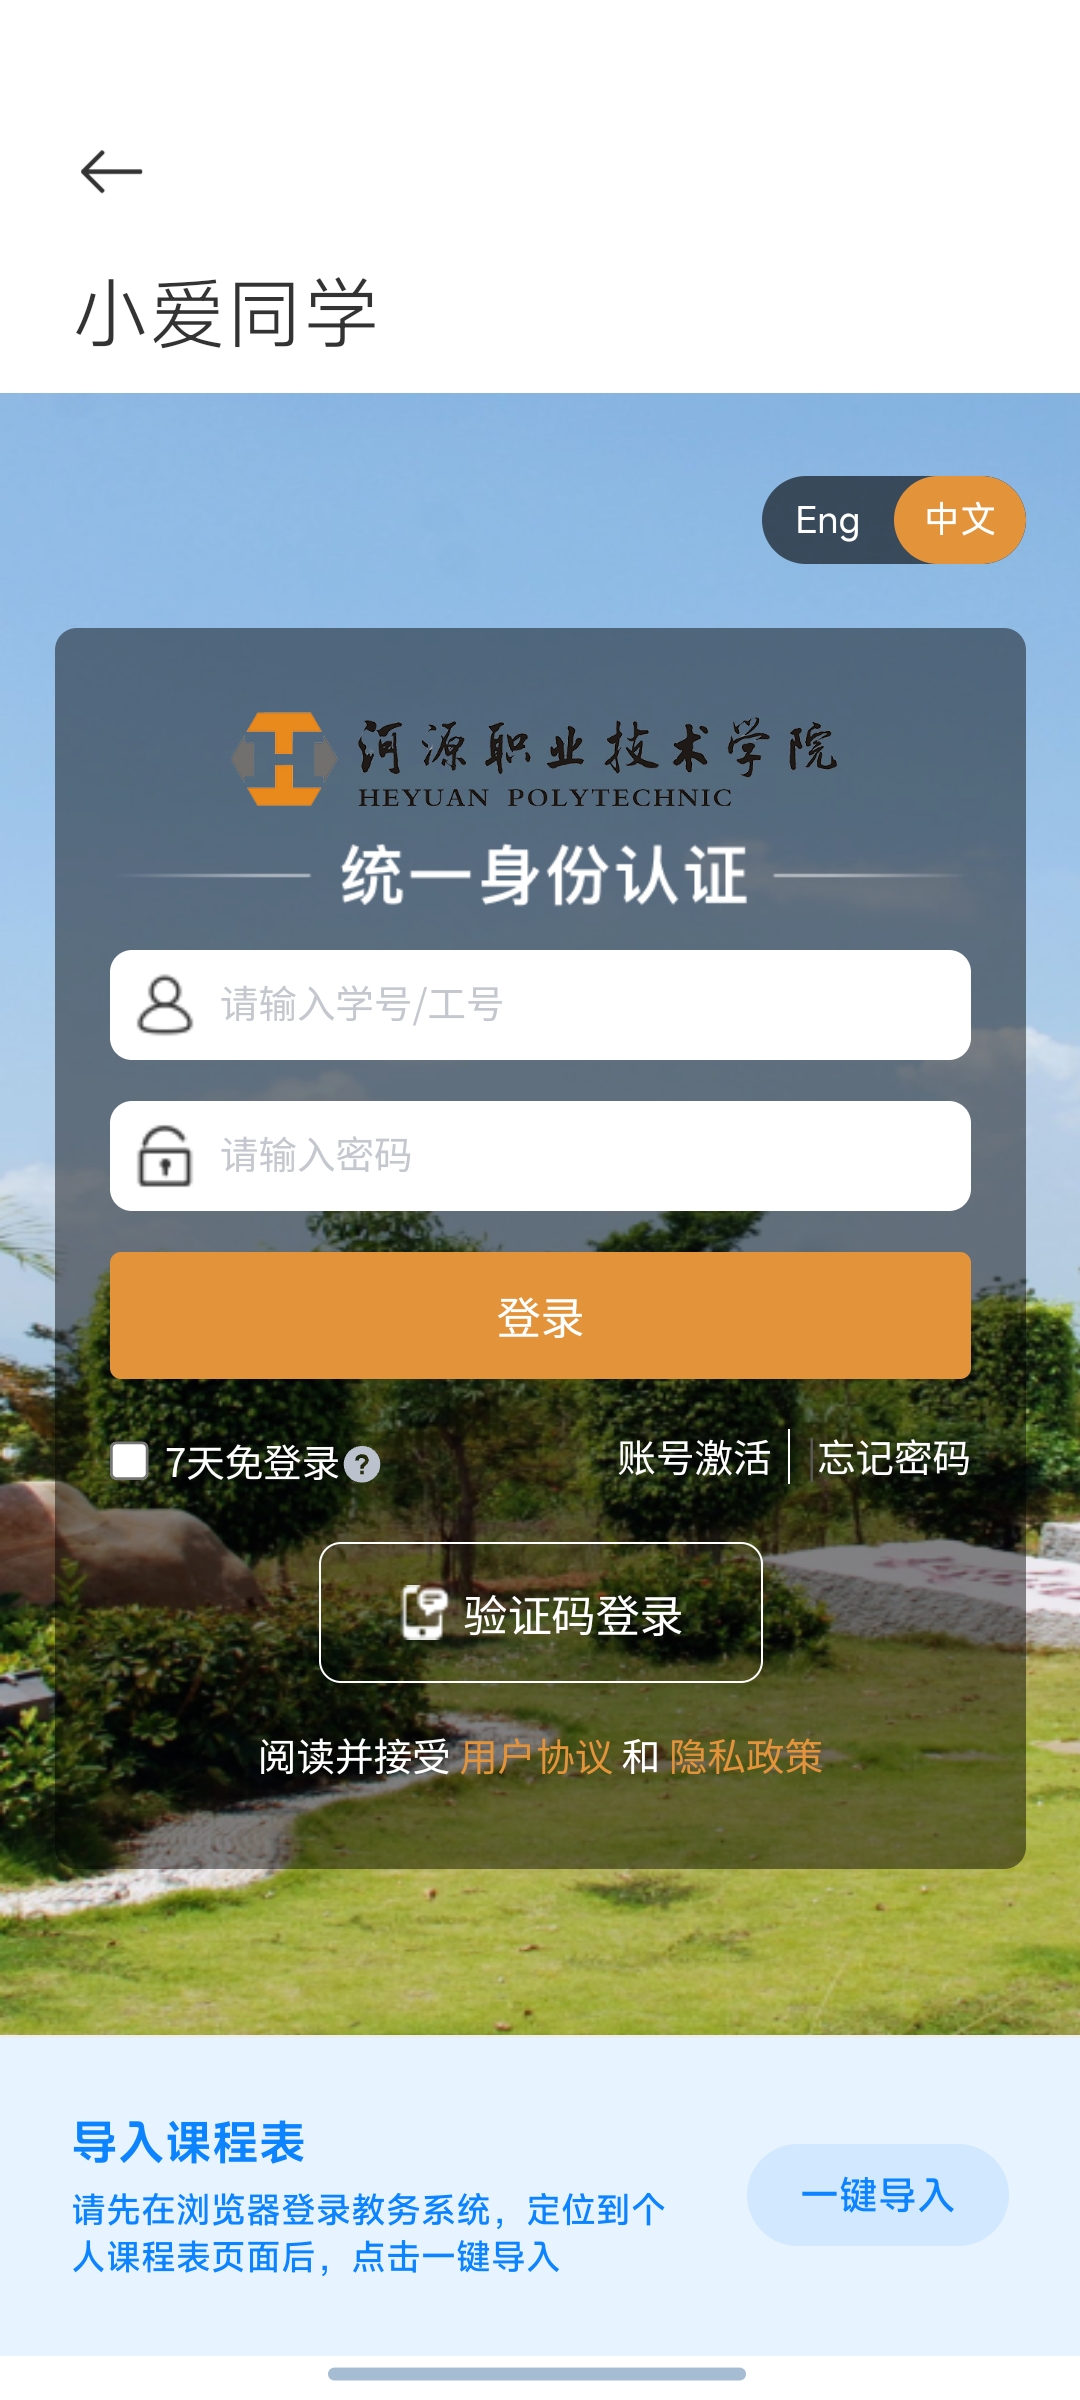 小爱同学
Eng 中文
河源职业技术学院
HEYUAN POLYTECHNIC
统一身份认证
请输入学号/工号
请输入密码
登录
7天免登录? 账号激活 忘记密码
验证码登录
阅读并接受 用户协议 和 隐私政策
导入课程表
请先在浏览器登录教务系统，定位到个
人课程表页面后，点击一键导入
一键导入